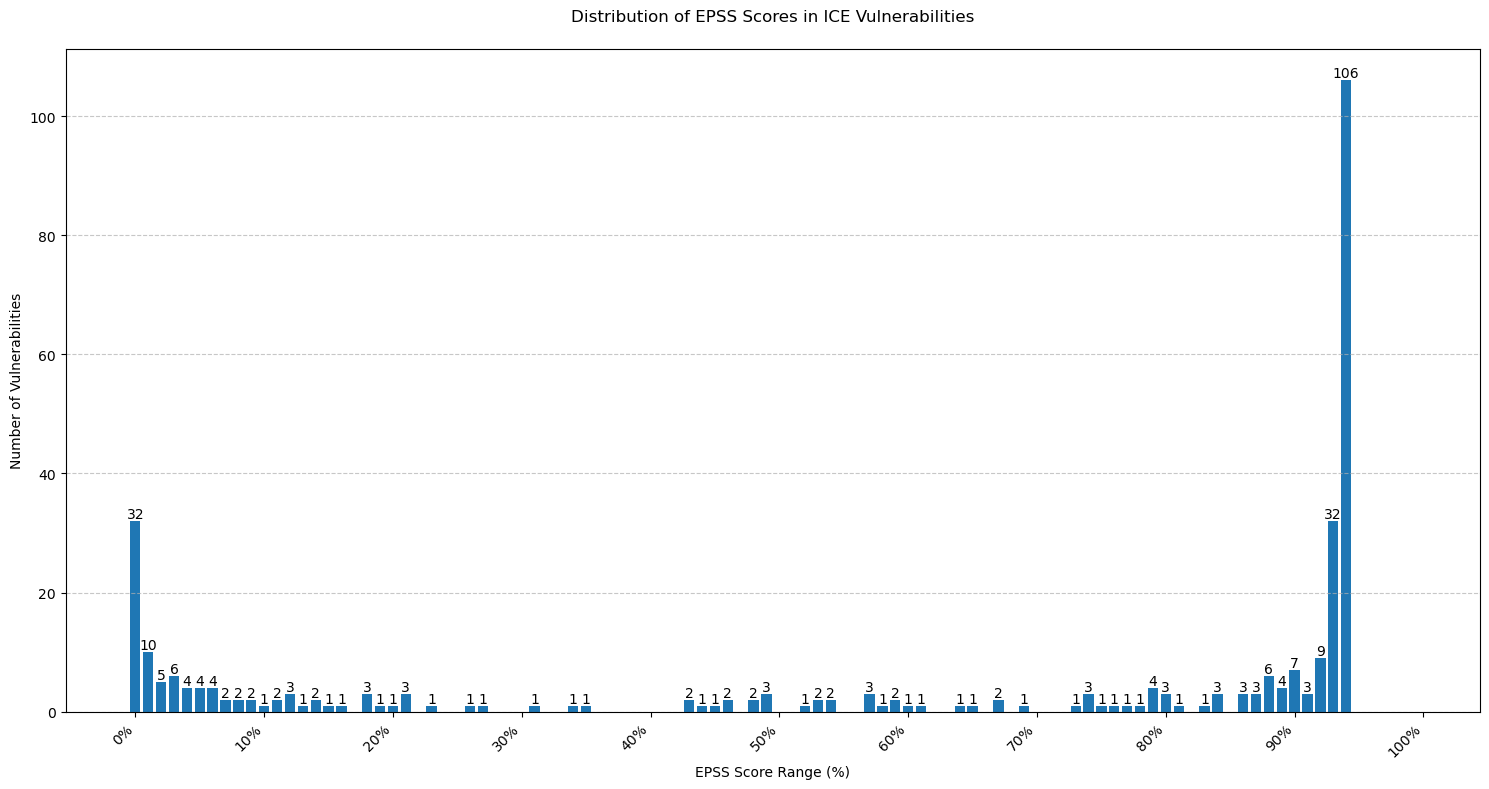 Distribution of EPSS Scores in ICE Vulnerabilities
106
100
80
60
40
20
0
Number of Vulnerabilities
32 10 5 6 4 4 4 2 2 2 1 2 3 1 2 1 1 3 1 1 3 1 1 1 1 1 1 2 1 1 2 2 3 1 2 2 3 1 2 1 1 1 1 2 1 1 3 1 1 1 1 4 3 1 1 3 3 3 6 4 7 3 9 32
0% 10% 20% 30% 40% 50% 60% 70% 80% 90% 100%
EPSS Score Range (%)